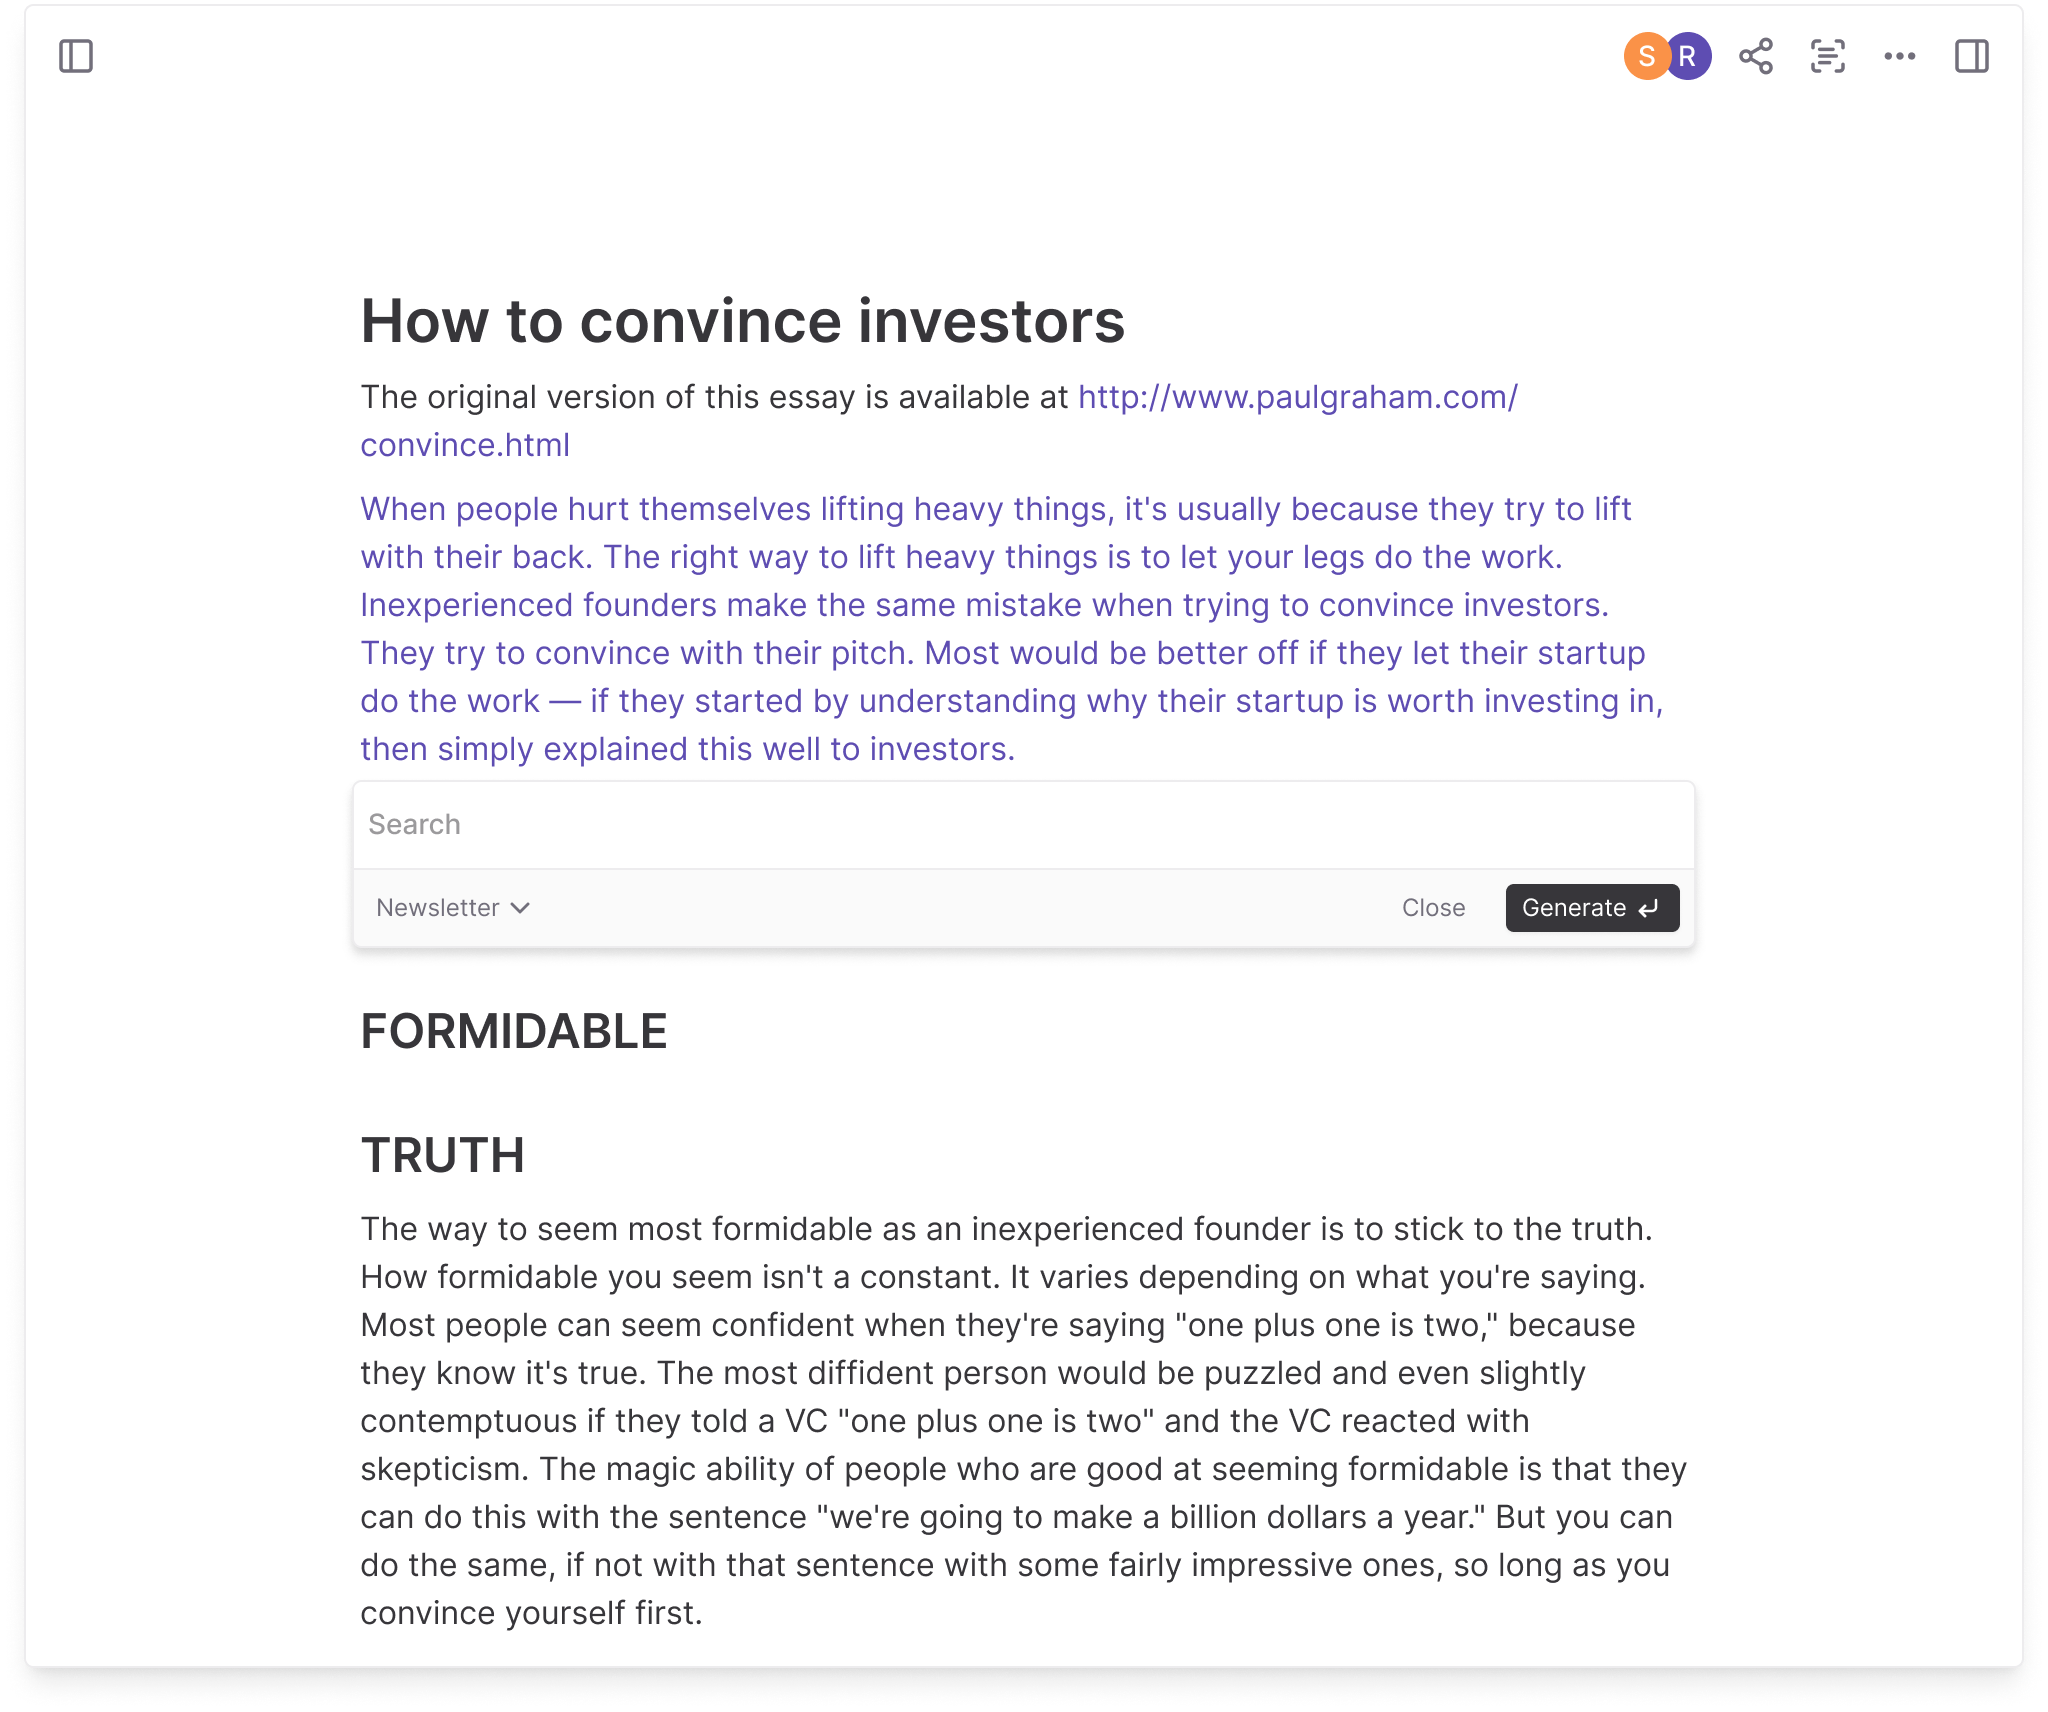 S R
How to convince investors
The original version of this essay is available at http://www.paulgraham.com/
convince.html
When people hurt themselves lifting heavy things, it's usually because they try to lift
with their back. The right way to lift heavy things is to let your legs do the work.
Inexperienced founders make the same mistake when trying to convince investors.
They try to convince with their pitch. Most would be better off if they let their startup
do the work — if they started by understanding why their startup is worth investing in,
then simply explained this well to investors.
Search
Newsletter Close Generate
FORMIDABLE
TRUTH
The way to seem most formidable as an inexperienced founder is to stick to the truth.
How formidable you seem isn't a constant. It varies depending on what you're saying.
Most people can seem confident when they're saying "one plus one is two," because
they know it's true. The most diffident person would be puzzled and even slightly
contemptuous if they told a VC "one plus one is two" and the VC reacted with
skepticism. The magic ability of people who are good at seeming formidable is that they
can do this with the sentence "we're going to make a billion dollars a year." But you can
do the same, if not with that sentence with some fairly impressive ones, so long as you
convince yourself first.